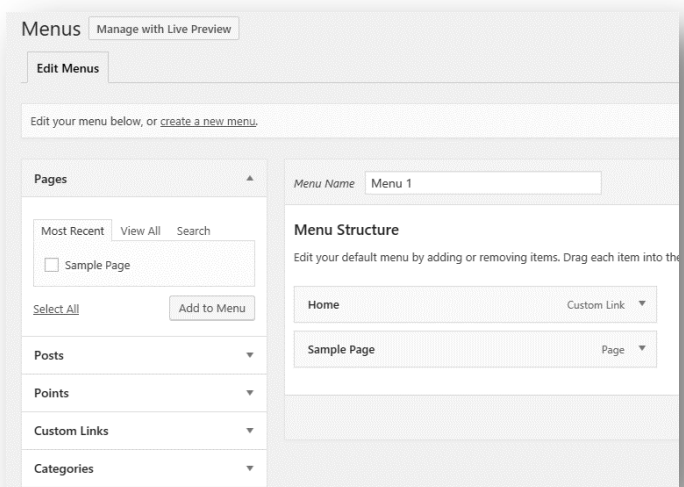 Menus Manage with Live Preview
Edit Menus
Edit your menu below, or create a new menu.
Pages
Most Recent View All Search
Sample Page
Select All Add to Menu
Posts
Points
Custom Links
Categories
Menu Name Menu 1
Menu Structure
Edit your default menu by adding or removing items. Drag each item into the
Home Custom Link
Sample Page Page